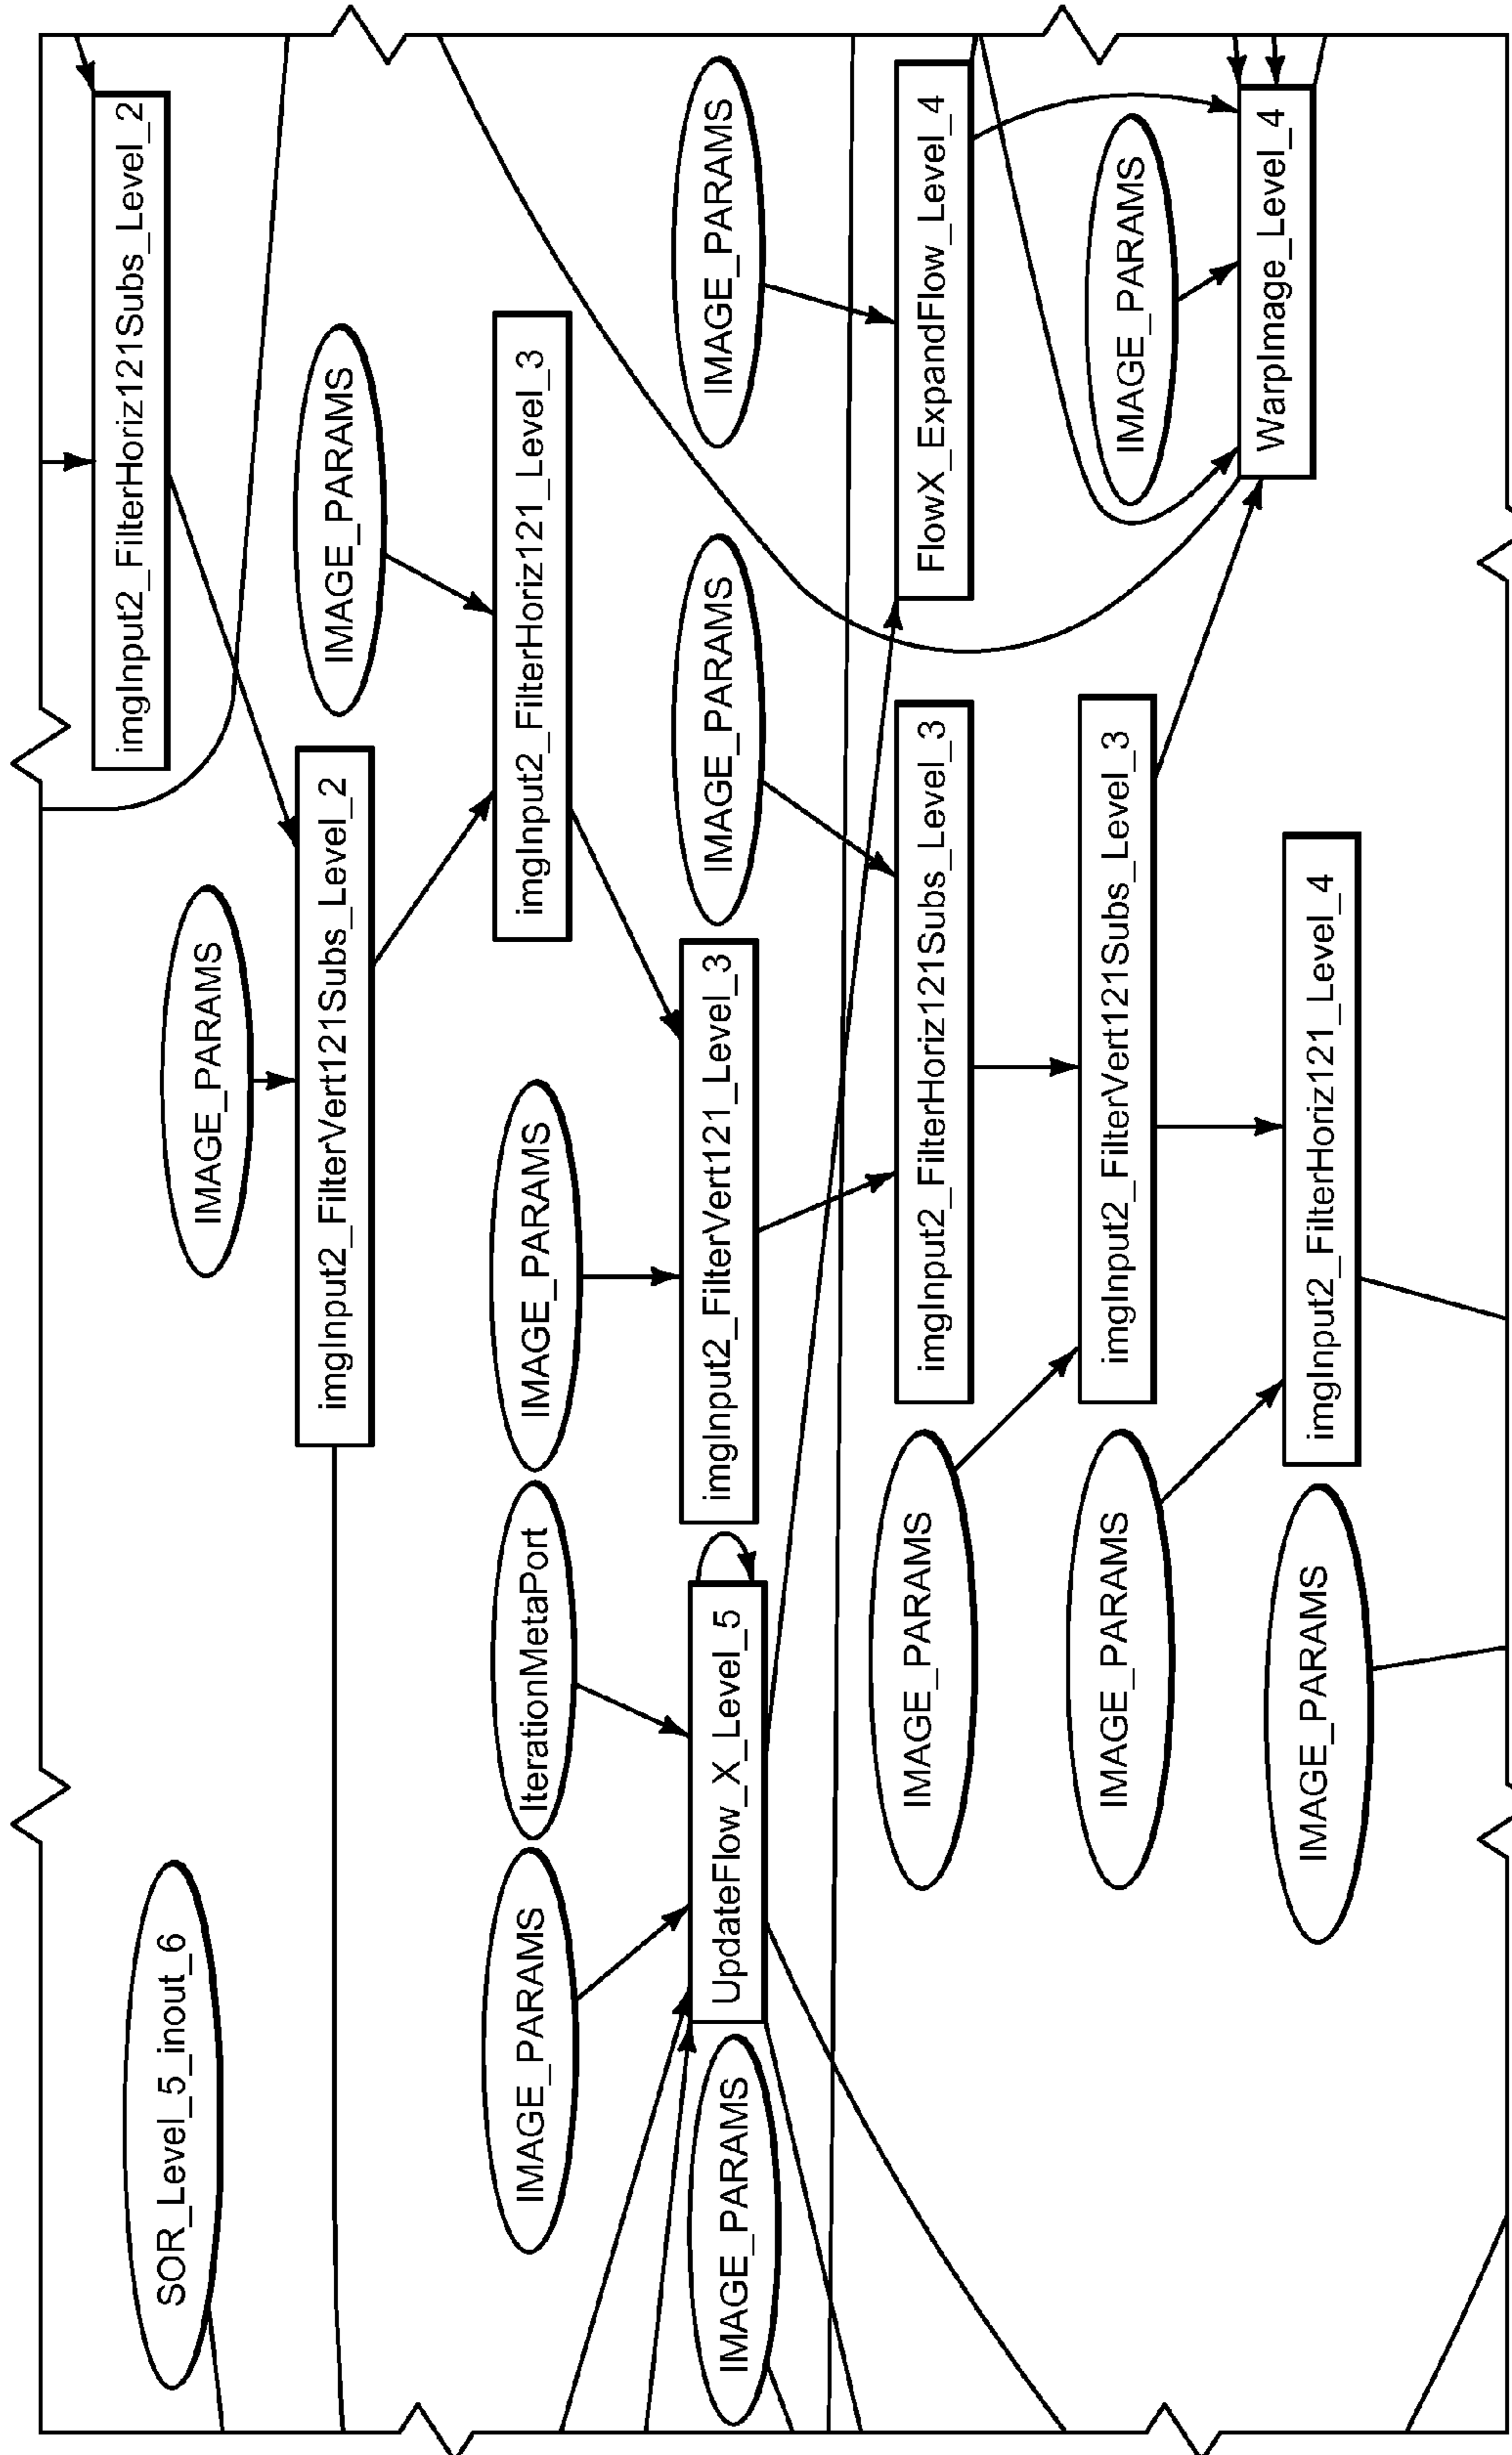 imgInput2_FilterHoriz121Subs_Level_2
SOR_Level_5_inout_6
IMAGE_PARAMS
imgInput2_FilterVert121Subs_Level_2
IMAGE_PARAMS
IMAGE_PARAMS
IterationMetaPort
IMAGE_PARAMS
imgInput2_FilterHoriz121_Level_3
IMAGE_PARAMS
UpdateFlow_X_Level_5
imgInput2_FilterVert121_Level_3
IMAGE_PARAMS
IMAGE_PARAMS
IMAGE_PARAMS
imgInput2_FilterHoriz121Subs_Level_3
FlowX_ExpandFlow_Level_4
IMAGE_PARAMS
imgInput2_FilterVert121Subs_Level_3
IMAGE_PARAMS
IMAGE_PARAMS
imgInput2_FilterHoriz121_Level_4
WarpImage_Level_4